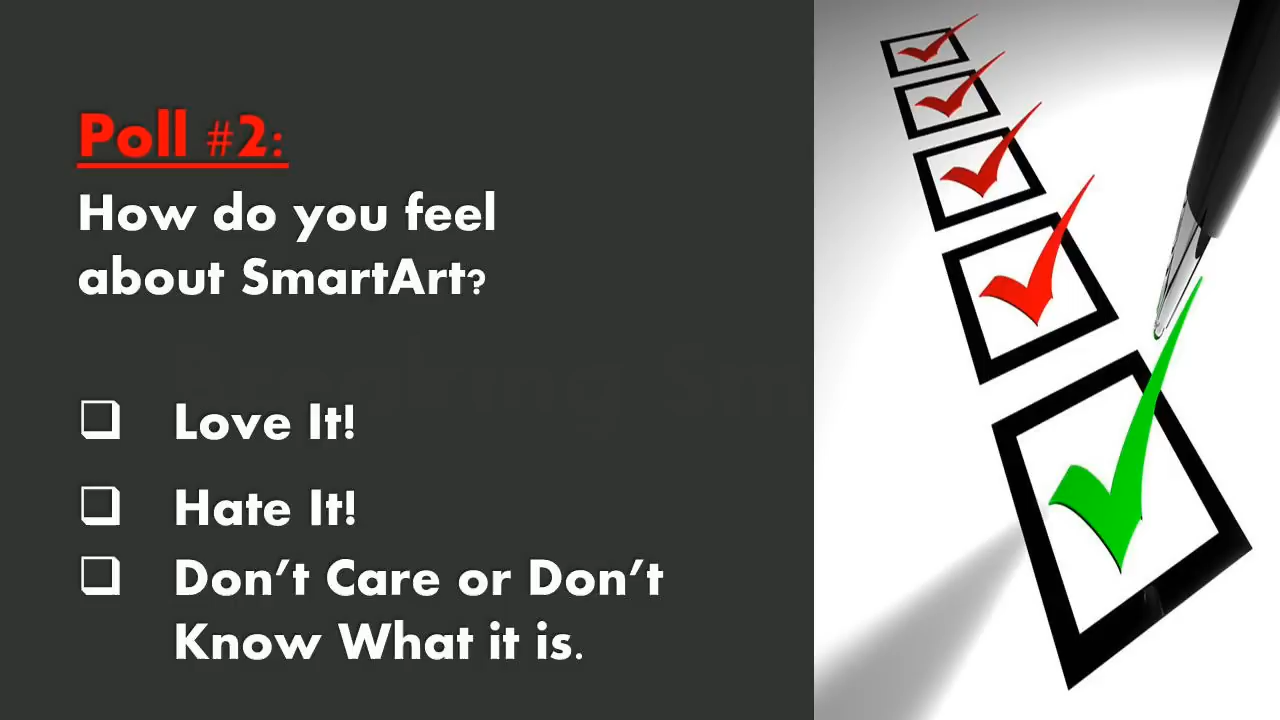 Poll #2:
How do you feel
about SmartArt?
Love It!
Hate It!
Don’t Care or Don’t
Know What it is.